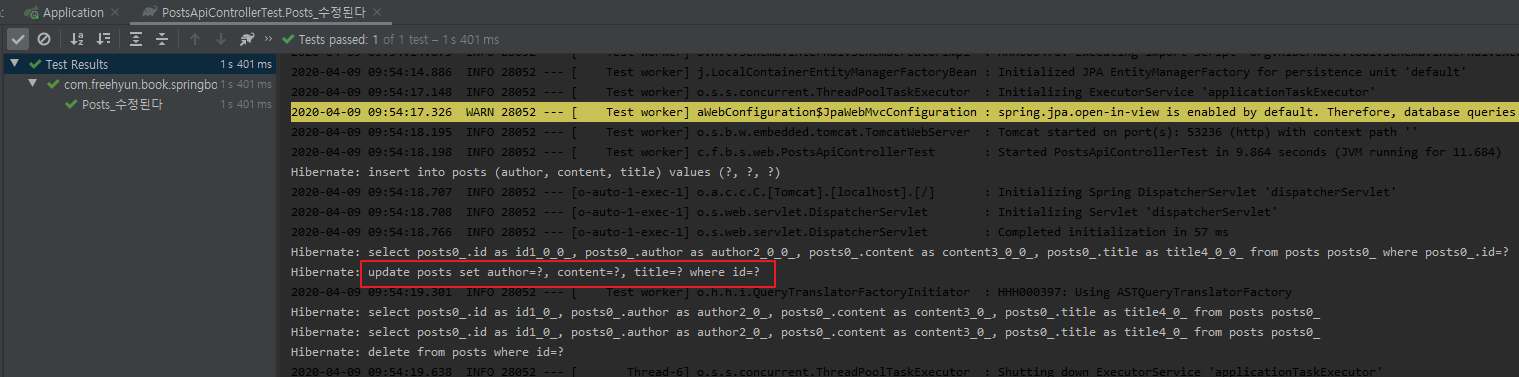 Application × PostsApiControllerTest.Posts_수정된다 ×
Tests passed: 1 of 1 test – 1 s 401 ms
Test Results 1 s 401 ms
com.freehyun.book.springbo 1 s 401 ms
Posts_수정된다 1 s 401 ms
2020-04-09 09:54:14.886 INFO 28052 --- [ Test worker] j.LocalContainerEntityManagerFactoryBean : Initialized JPA EntityManagerFactory for persistence unit 'default'
2020-04-09 09:54:17.148 INFO 28052 --- [ Test worker] o.s.s.concurrent.ThreadPoolTaskExecutor : Initializing ExecutorService 'applicationTaskExecutor'
2020-04-09 09:54:17.326 WARN 28052 --- [ Test worker] aWebConfiguration$JpaWebMvcConfiguration : spring.jpa.open-in-view is enabled by default. Therefore, database queries
2020-04-09 09:54:18.195 INFO 28052 --- [ Test worker] o.s.b.w.embedded.tomcat.TomcatWebServer : Tomcat started on port(s): 53236 (http) with context path ''
2020-04-09 09:54:18.198 INFO 28052 --- [ Test worker] c.f.b.s.web.PostsApiControllerTest : Started PostsApiControllerTest in 9.864 seconds (JVM running for 11.684)
Hibernate: insert into posts (author, content, title) values (?, ?, ?)
2020-04-09 09:54:18.707 INFO 28052 --- [o-auto-1-exec-1] o.a.c.c.C.[Tomcat].[localhost].[/] : Initializing Spring DispatcherServlet 'dispatcherServlet'
2020-04-09 09:54:18.708 INFO 28052 --- [o-auto-1-exec-1] o.s.web.servlet.DispatcherServlet : Initializing Servlet 'dispatcherServlet'
2020-04-09 09:54:18.766 INFO 28052 --- [o-auto-1-exec-1] o.s.web.servlet.DispatcherServlet : Completed initialization in 57 ms
Hibernate: select posts0_.id as id1_0_0_, posts0_.author as author2_0_0_, posts0_.content as content3_0_0_, posts0_.title as title4_0_0_ from posts posts0_ where posts0_.id=?
Hibernate: update posts set author=?, content=?, title=? where id=?
2020-04-09 09:54:19.301 INFO 28052 --- [ Test worker] o.h.h.i.QueryTranslatorFactoryInitiator : HHH000397: Using ASTQueryTranslatorFactory
Hibernate: select posts0_.id as id1_0_, posts0_.author as author2_0_, posts0_.content as content3_0_, posts0_.title as title4_0_ from posts posts0_
Hibernate: select posts0_.id as id1_0_, posts0_.author as author2_0_, posts0_.content as content3_0_, posts0_.title as title4_0_ from posts posts0_
Hibernate: delete from posts where id=?
2020-04-09 09:54:19.638 INFO 28052 --- [ Thread-6] o.s.s.concurrent.ThreadPoolTaskExecutor : Shutting down ExecutorService 'applicationTaskExecutor'